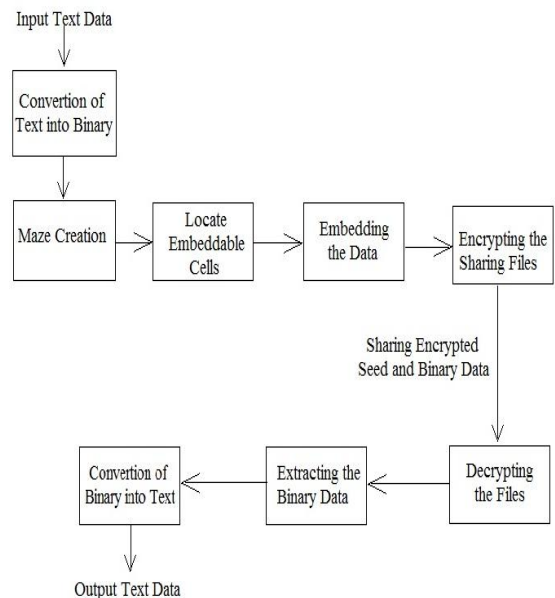 Input Text Data
Convertion of
Text into Binary
Maze Creation
Locate
Embeddable
Cells
Embedding
the Data
Encrypting the
Sharing Files
Sharing Encrypted
Seed and Binary Data
Decrypting
the Files
Extracting the
Binary Data
Convertion of
Binary into Text
Output Text Data